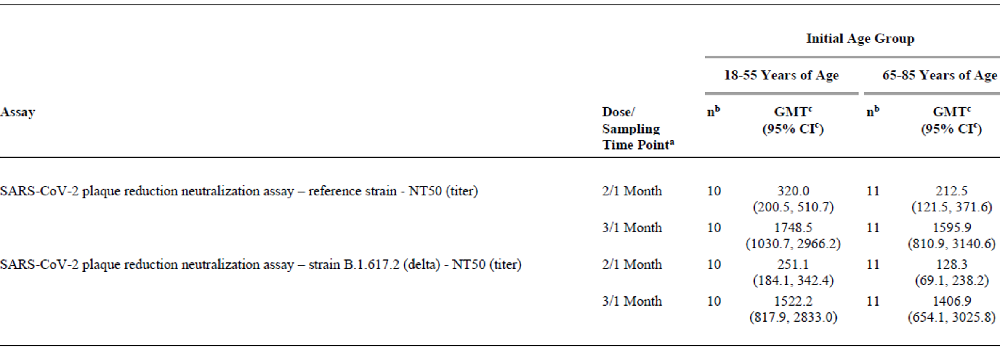 Initial Age Group
18-55 Years of Age 65-85 Years of Age
Assay Dose/ nᵇ GMTᶜ nᵇ GMTᶜ
Sampling (95% CIᶜ) (95% CIᶜ)
Time Pointᵃ
SARS-CoV-2 plaque reduction neutralization assay – reference strain - NT50 (titer) 2/1 Month 10 320.0 11 212.5
(200.5, 510.7) (121.5, 371.6)
3/1 Month 10 1748.5 11 1595.9
(1030.7, 2966.2) (810.9, 3140.6)
SARS-CoV-2 plaque reduction neutralization assay – strain B.1.617.2 (delta) - NT50 (titer) 2/1 Month 10 251.1 11 128.3
(184.1, 342.4) (69.1, 238.2)
3/1 Month 10 1522.2 11 1406.9
(817.9, 2833.0) (654.1, 3025.8)